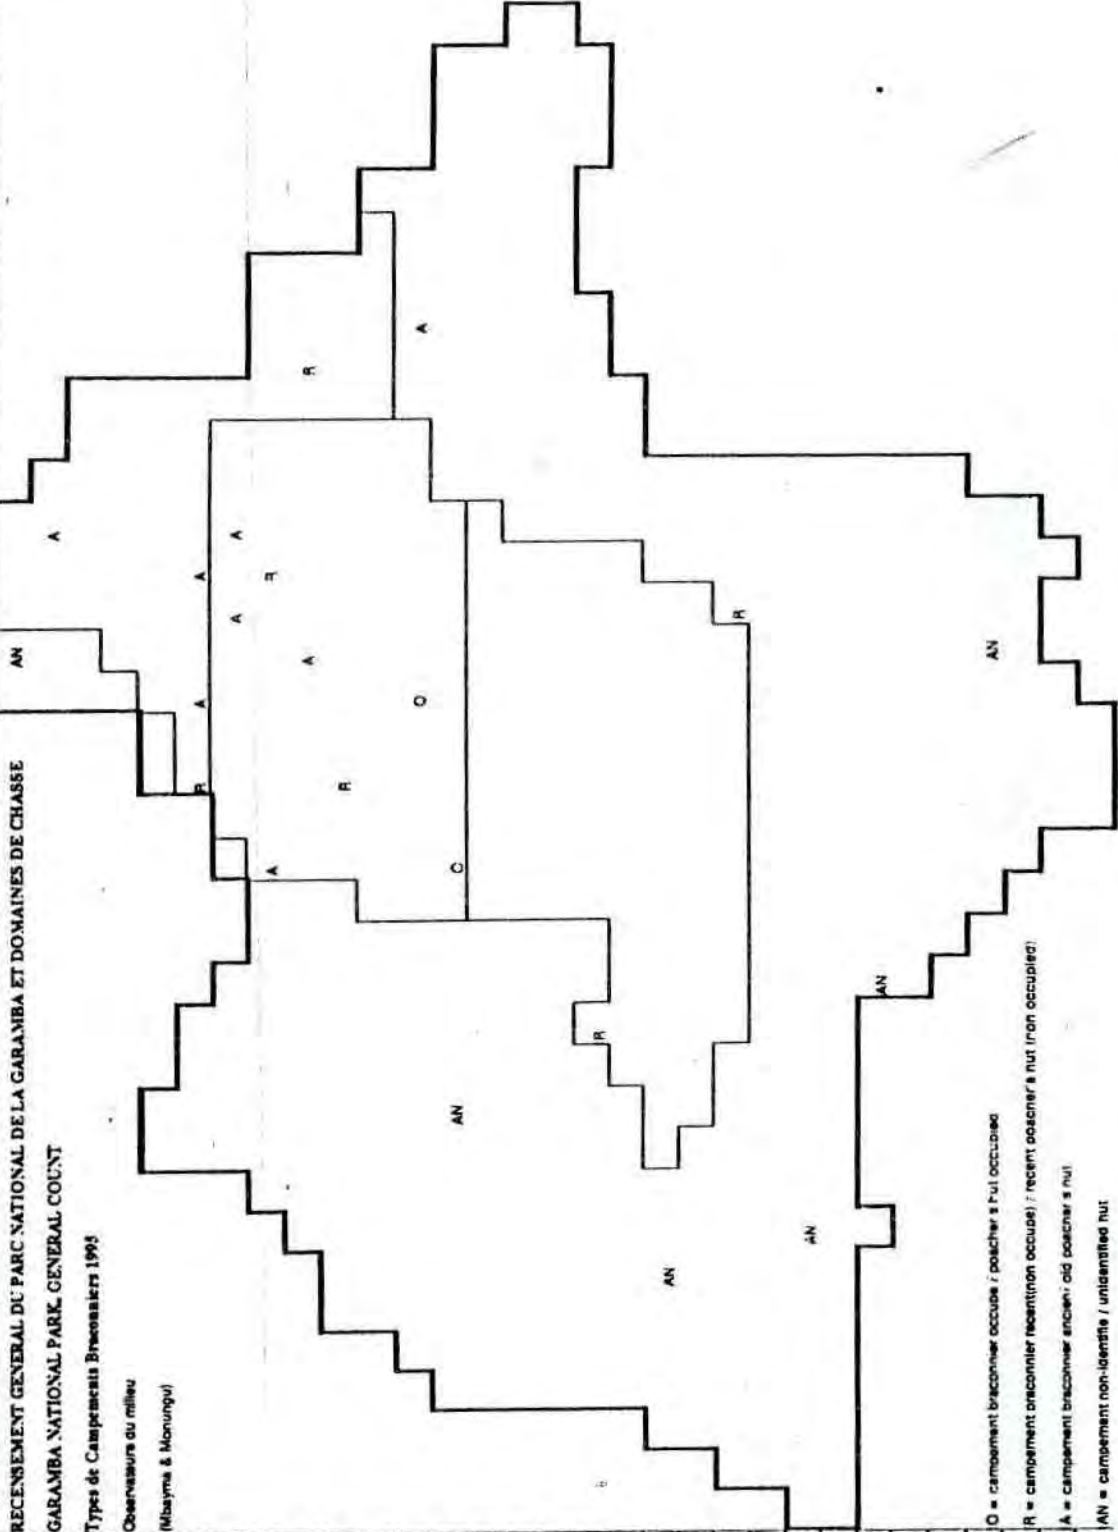 RECENSEMENT GENERAL DU PARC NATIONAL DE LA GARAMBA ET DOMAINES DE CHASSE
GARAMBA NATIONAL PARK, GENERAL COUNT
Types de Campements Braconniers 1995
Observateurs du milieu
(Mbayma & Monungu)
AN
A
R A A
A A
A R
A R
R
O A
AN O
R
AN
R
AN
AN
AN
O = campement braconnier occupe / poacher s hut occupied
R = campement braconnier recent(non occupe) / recent poacher s hut (non occupied)
A = campement braconnier ancien/ old poacher s hut
AN = campement non-identifie / unidentified hut